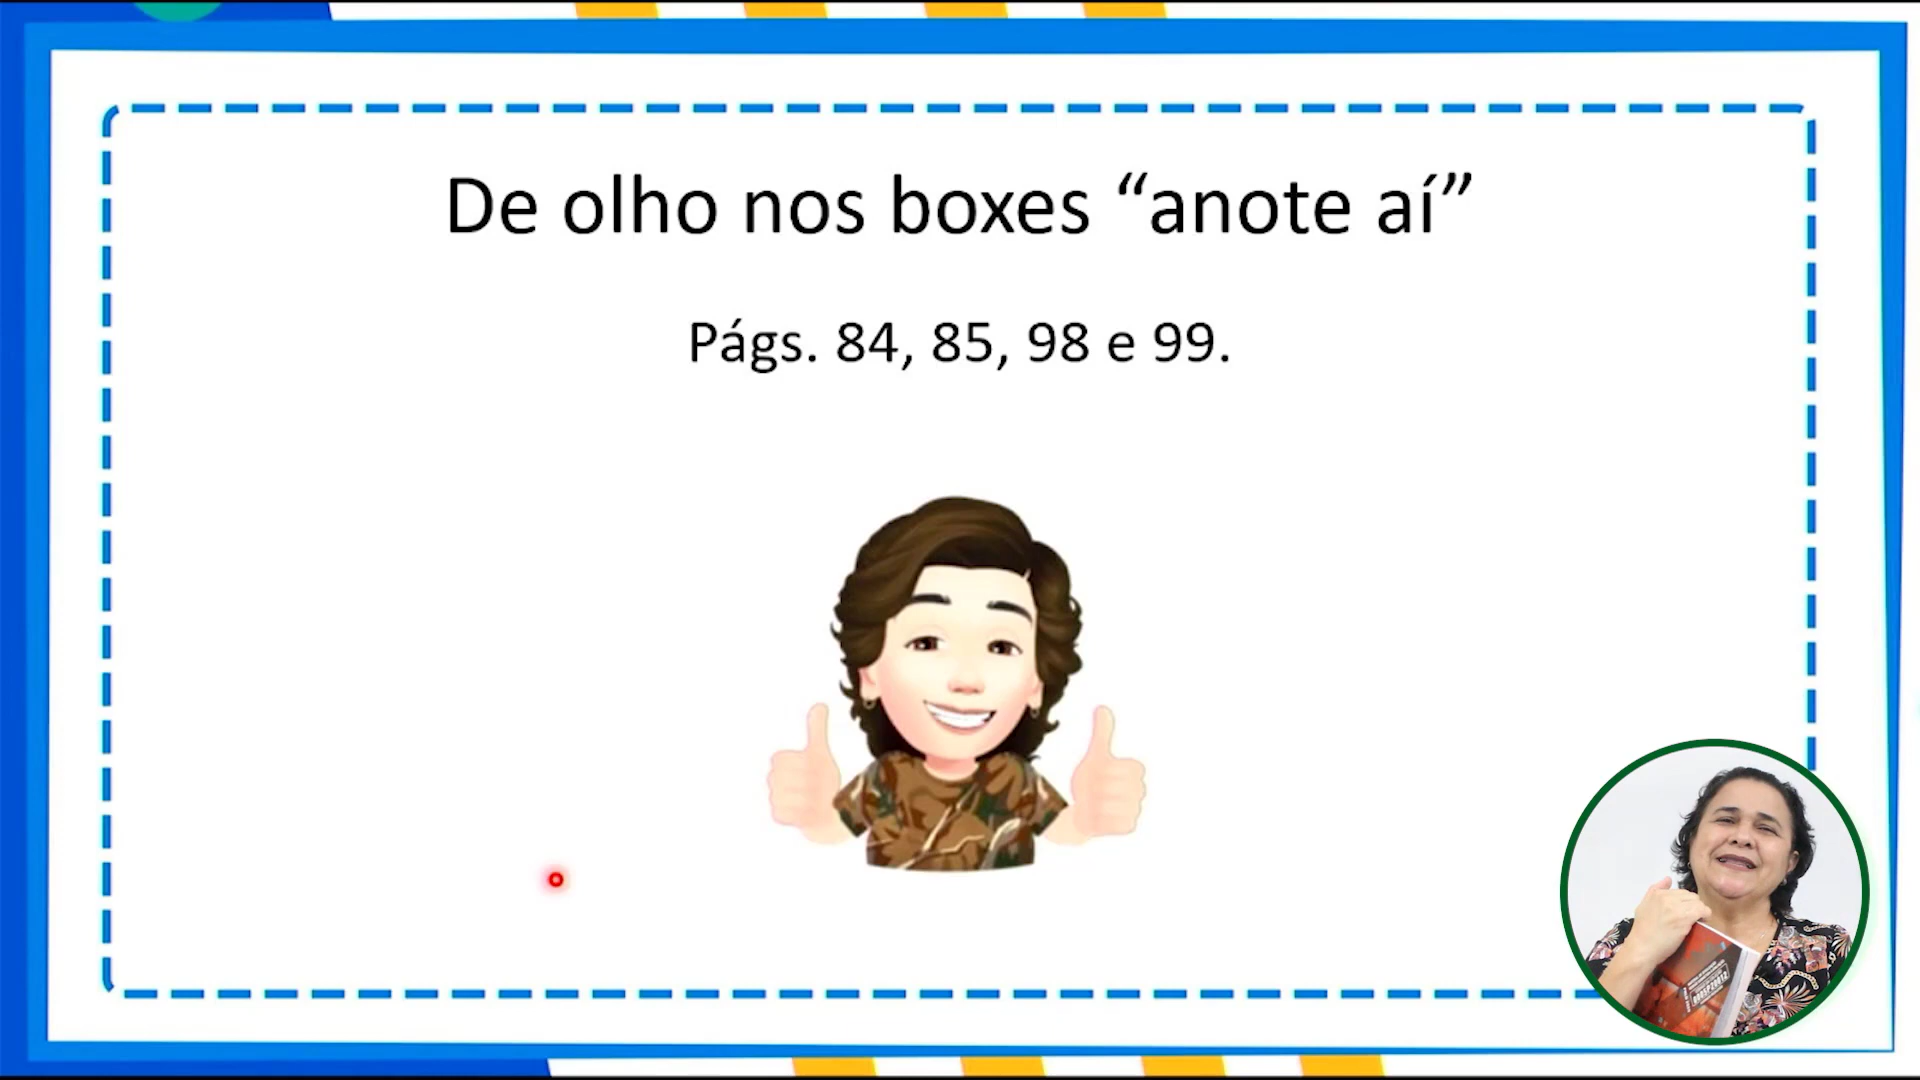 De olho nos boxes “anote aí”
Págs. 84, 85, 98 e 99.